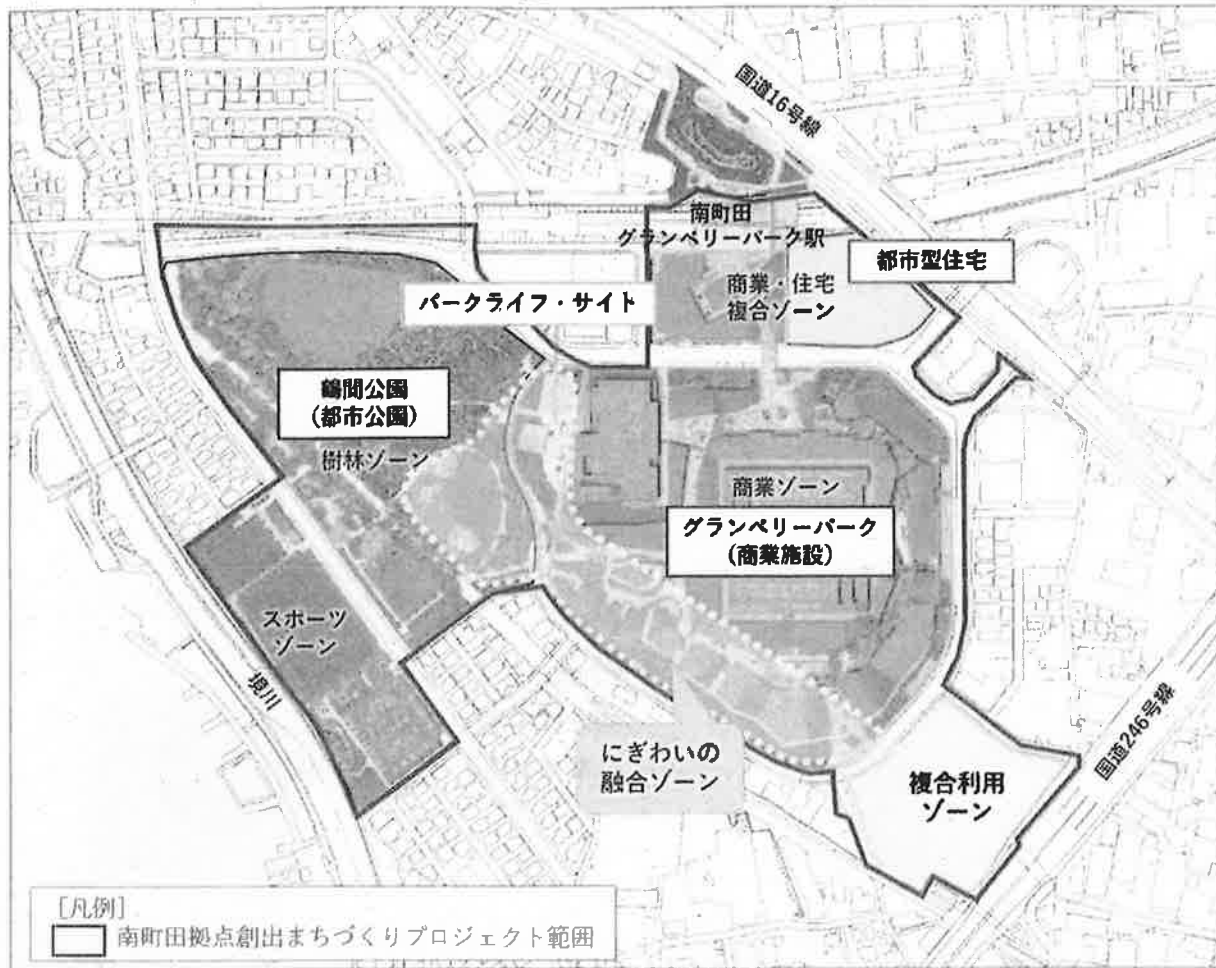 国道16号線
南町田
グランベリーパーク駅
都市型住宅
商業・住宅
複合ゾーン
パークライフ・サイト
鶴間公園
(都市公園)
樹林ゾーン
商業ゾーン
グランベリーパーク
(商業施設)
スポーツ
ゾーン
境川
にぎわいの
融合ゾーン
複合利用
ゾーン
国道246号線
[凡例]
南町田拠点創出まちづくりプロジェクト範囲